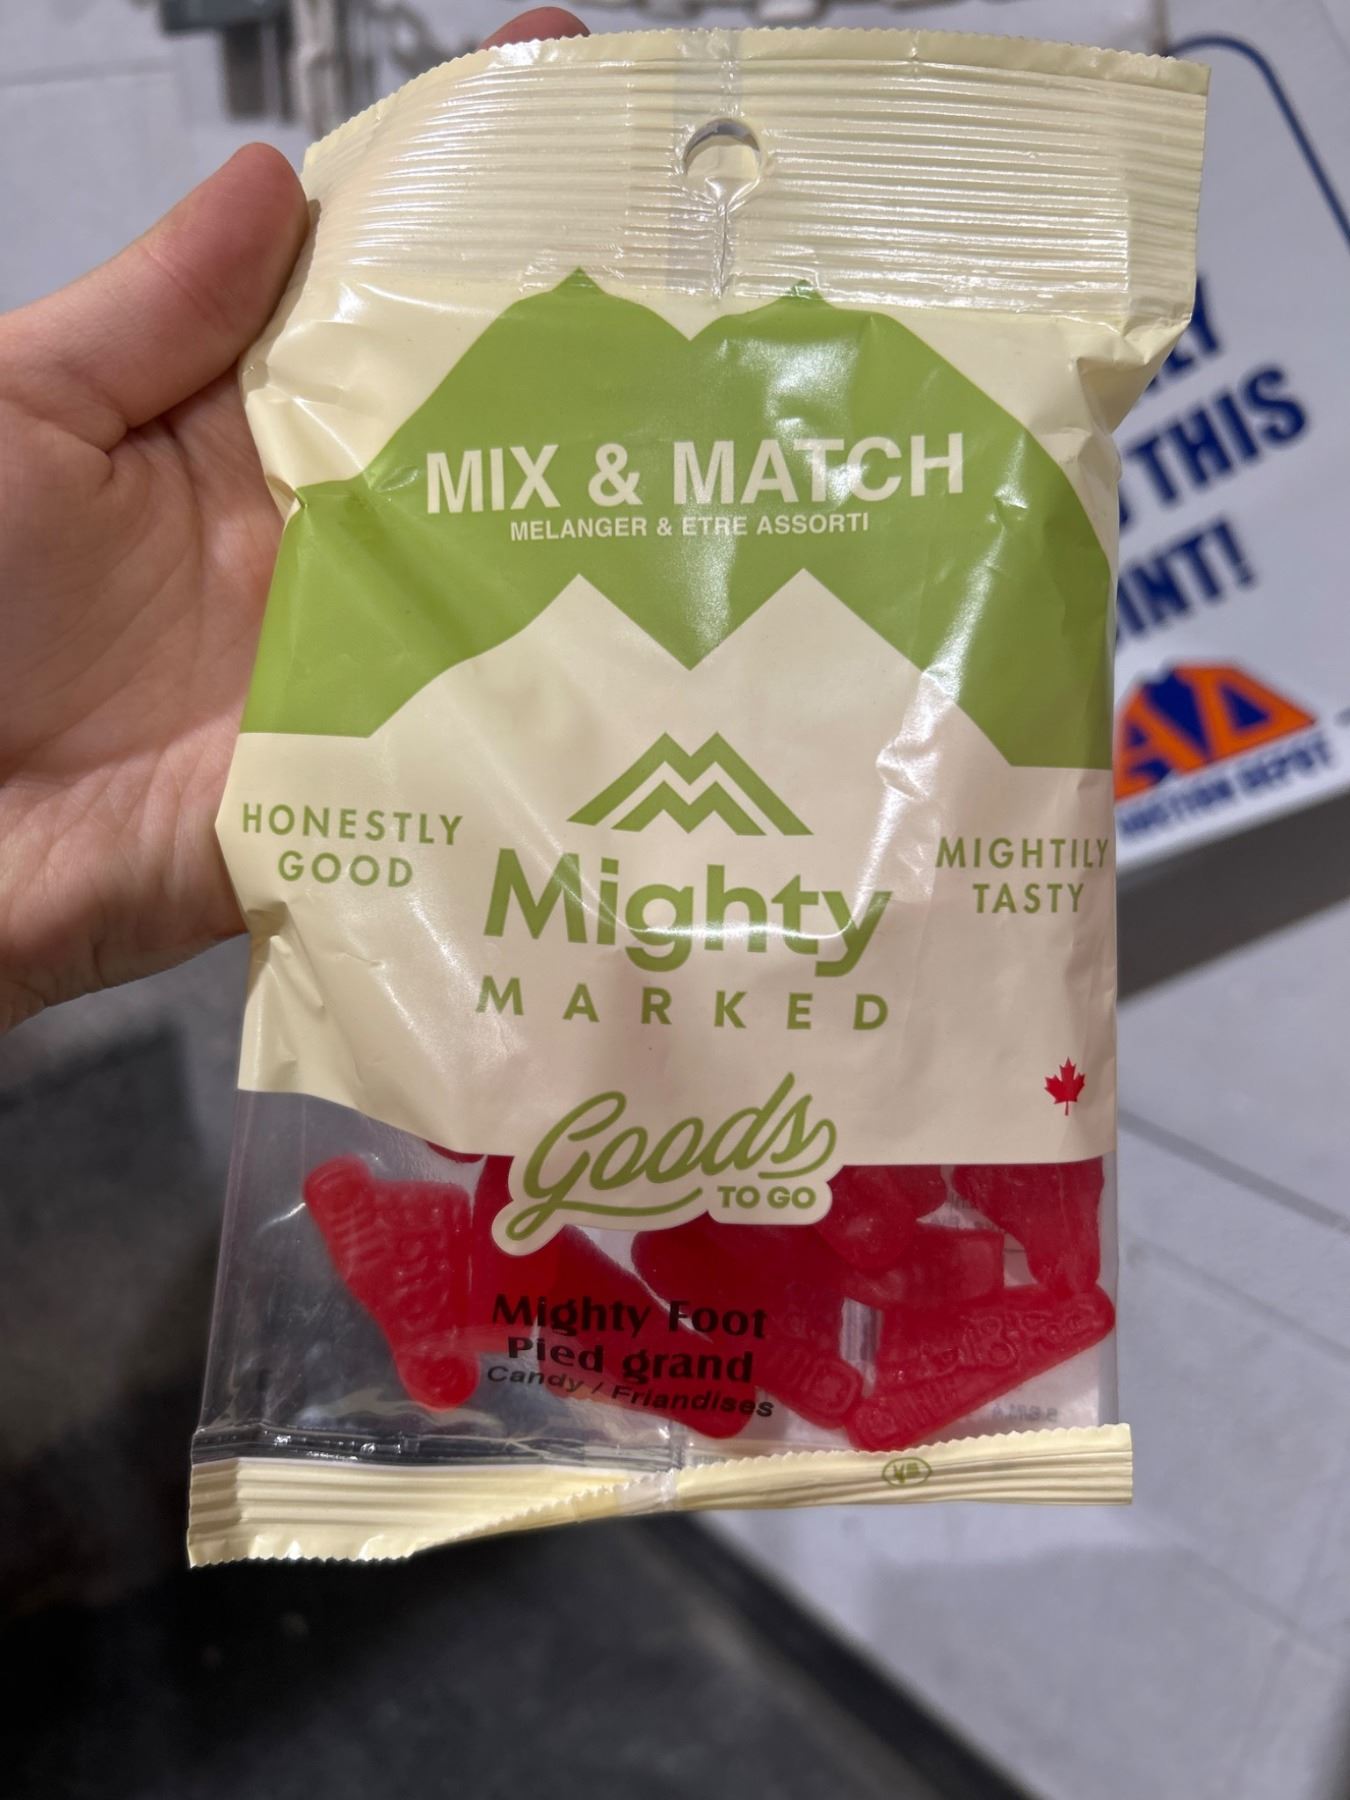 MIX & MATCH
MELANGER & ETRE ASSORTI
HONESTLY
GOOD
MIGHTILY
TASTY
Mighty
MARKED
Goods
TO GO
Mighty Foot
Pied grand
Candy / Friandises
THIS